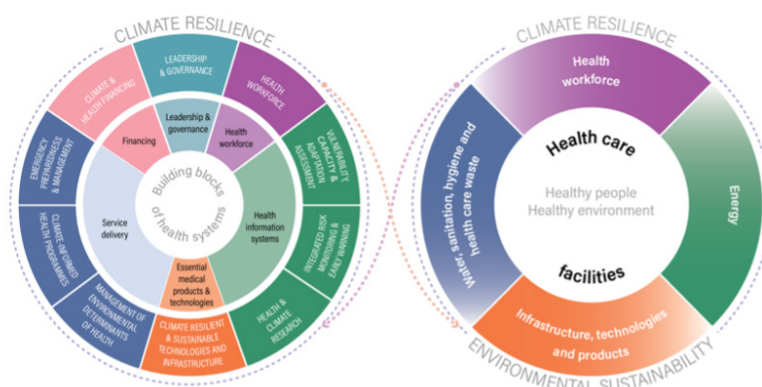 CLIMATE RESILIENCE
LEADERSHIP
& GOVERNANCE
HEALTH
WORKFORCE
VULNERABILITY,
CAPACITY &
ADAPTATION
ASSESSMENT
INTEGRATED RISK
MONITORING &
EARLY WARNING
HEALTH
& CLIMATE
RESEARCH
CLIMATE RESILIENT
& SUSTAINABLE
TECHNOLOGIES AND
INFRASTRUCTURE
MANAGEMENT OF
ENVIRONMENTAL
DETERMINANTS
OF HEALTH
CLIMATE-INFORMED
HEALTH PROGRAMMES
EMERGENCY
PREPAREDNESS
& MANAGEMENT
CLIMATE &
HEALTH FINANCING
Leadership &
governance
Health
workforce
Health
information
systems
Essential
medical
products &
technologies
Service
delivery
Financing
Building blocks
of health systems
CLIMATE RESILIENCE
Health
workforce
Energy
Infrastructure, technologies
and products
Water, sanitation, hygiene and
health care waste
Health care
Healthy people
Healthy environment
facilities
ENVIRONMENTAL SUSTAINABILITY